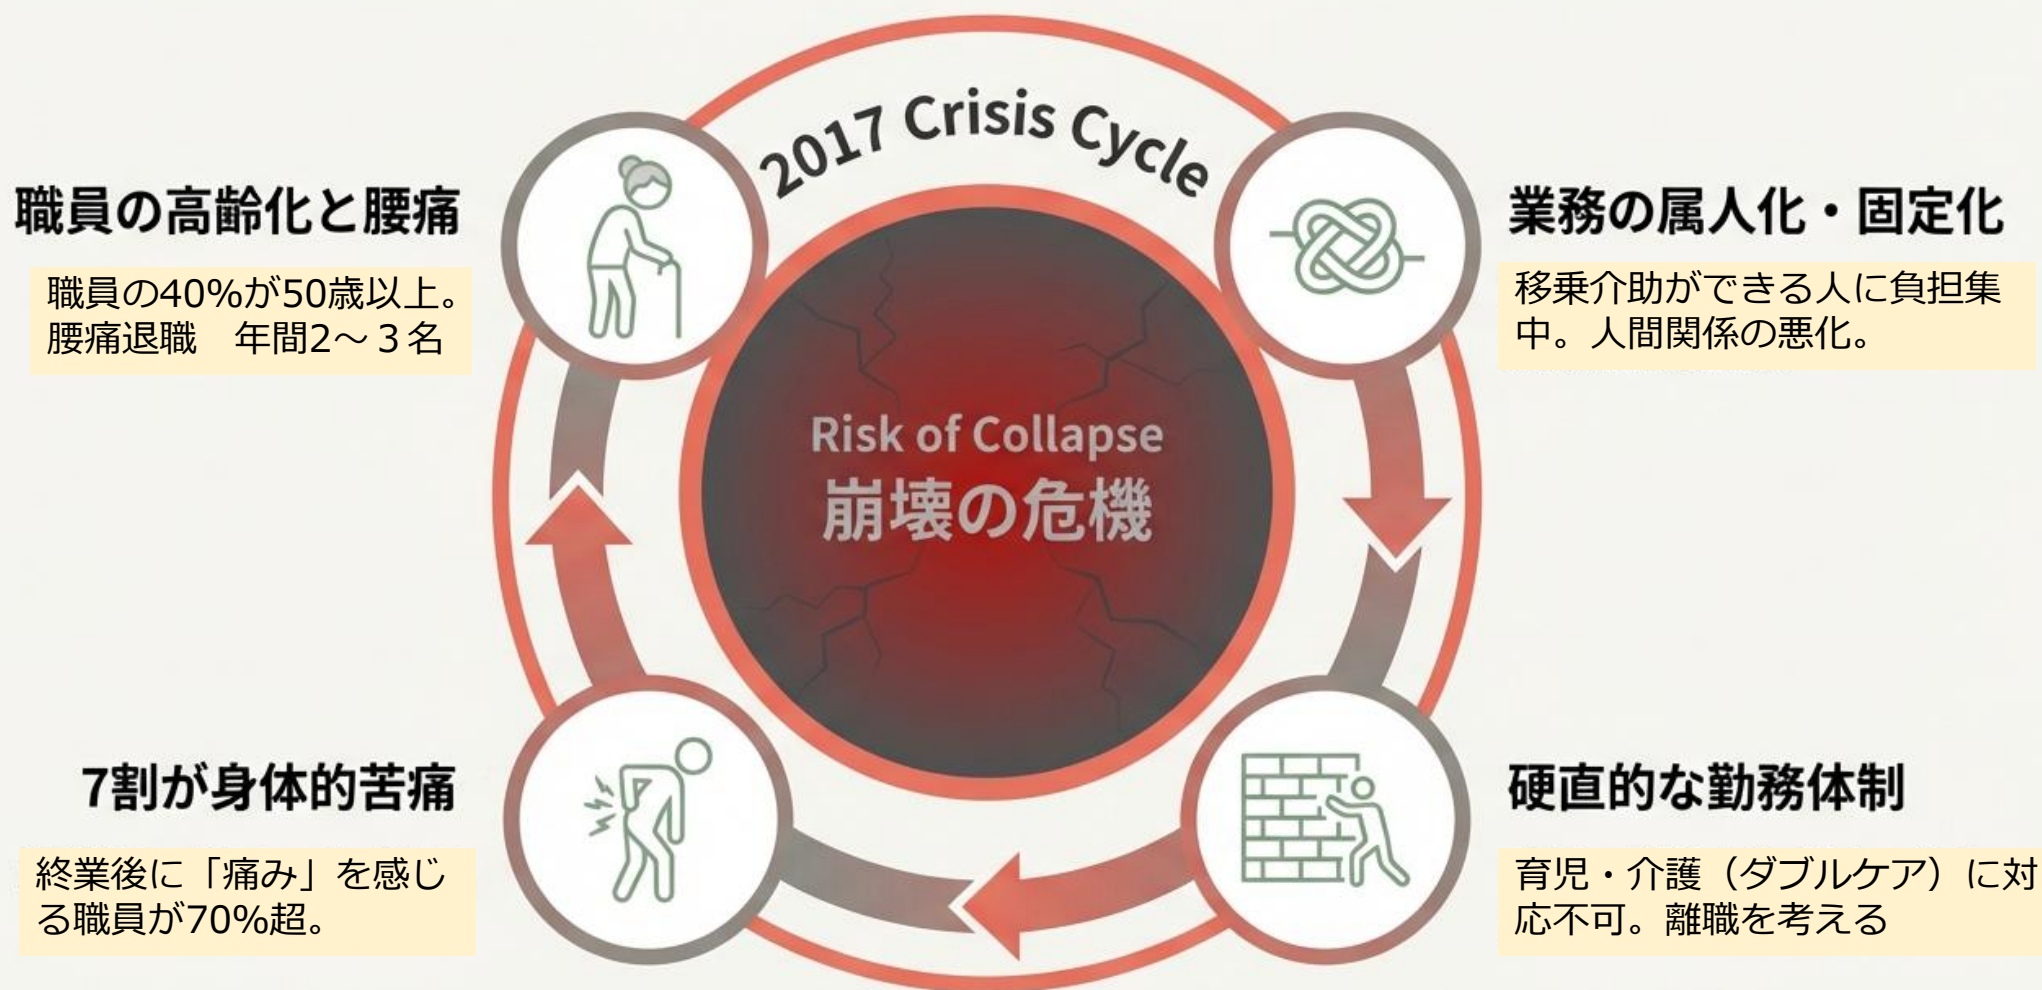 2017 Crisis Cycle
職員の高齢化と腰痛
職員の40%が50歳以上。
腰痛退職　年間2～３名
業務の属人化・固定化
移乗介助ができる人に負担集
中。人間関係の悪化。
Risk of Collapse
崩壊の危機
7割が身体的苦痛
終業後に「痛み」を感じ
る職員が70%超。
硬直的な勤務体制
育児・介護（ダブルケア）に対
応不可。離職を考える